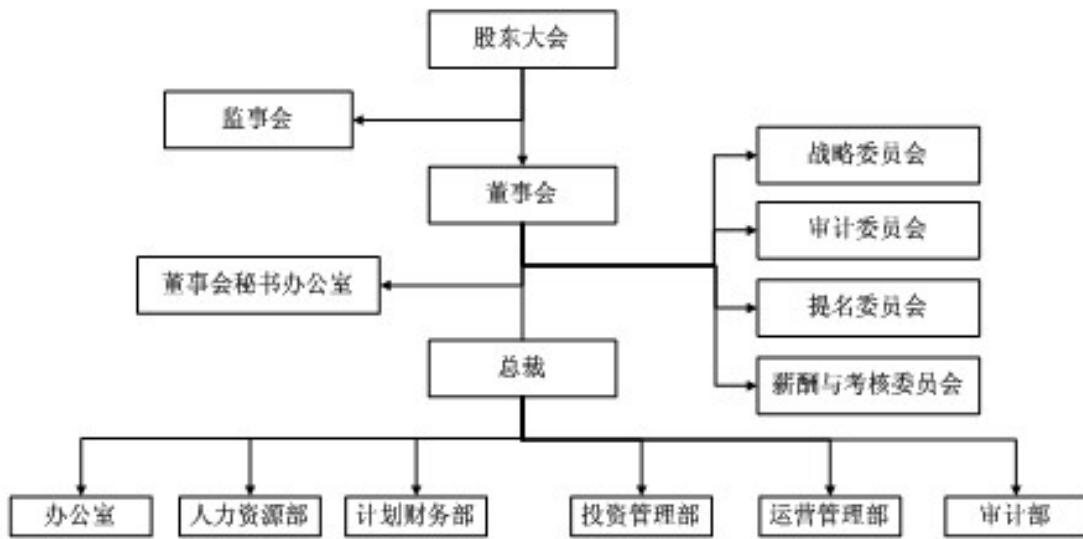 股东大会
监事会
战略委员会
董事会
审计委员会
董事会秘书办公室
提名委员会
总裁
薪酬与考核委员会
办公室
人力资源部
计划财务部
投资管理部
运营管理部
审计部